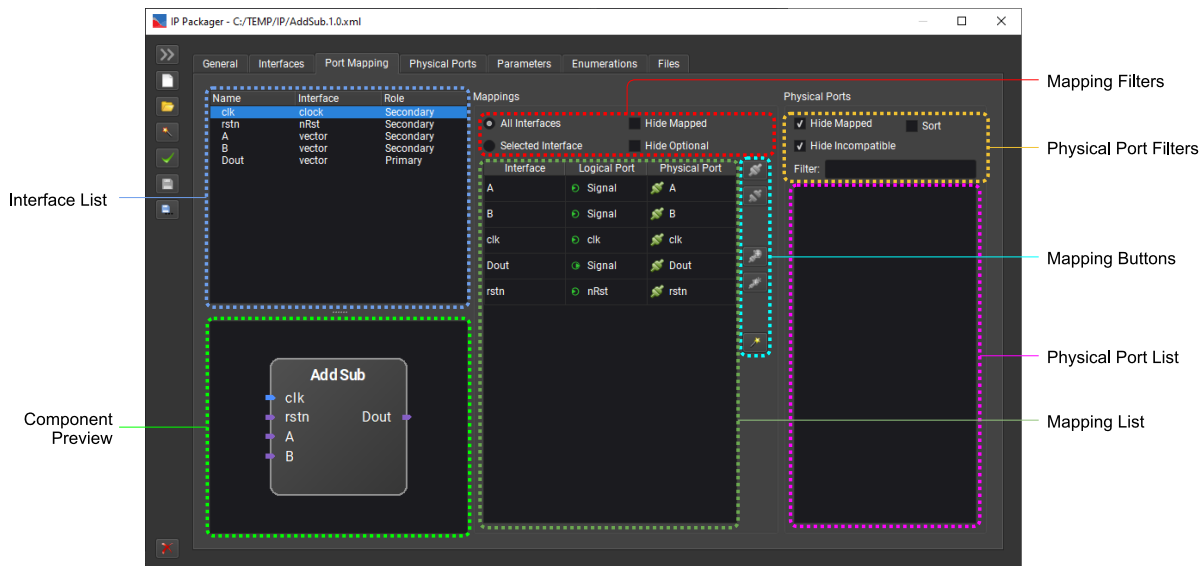 IP Packager - C:/TEMP/IP/AddSub.1.0.xml
General Interfaces Port Mapping Physical Ports Parameters Enumerations Files
Name Interface Role
clk clock Secondary
rstn nRst Secondary
A vector Secondary
B vector Secondary
Dout vector Primary
Mappings
All Interfaces Hide Mapped
Selected Interface Hide Optional
Interface Logical Port Physical Port
A Signal A
B Signal B
clk clk clk
Dout Signal Dout
rstn nRst rstn
Physical Ports
Hide Mapped Sort
Hide Incompatible
Filter:
AddSub
clk
rstn Dout
A
B
Interface List
Component
Preview
Mapping Filters
Physical Port Filters
Mapping Buttons
Physical Port List
Mapping List